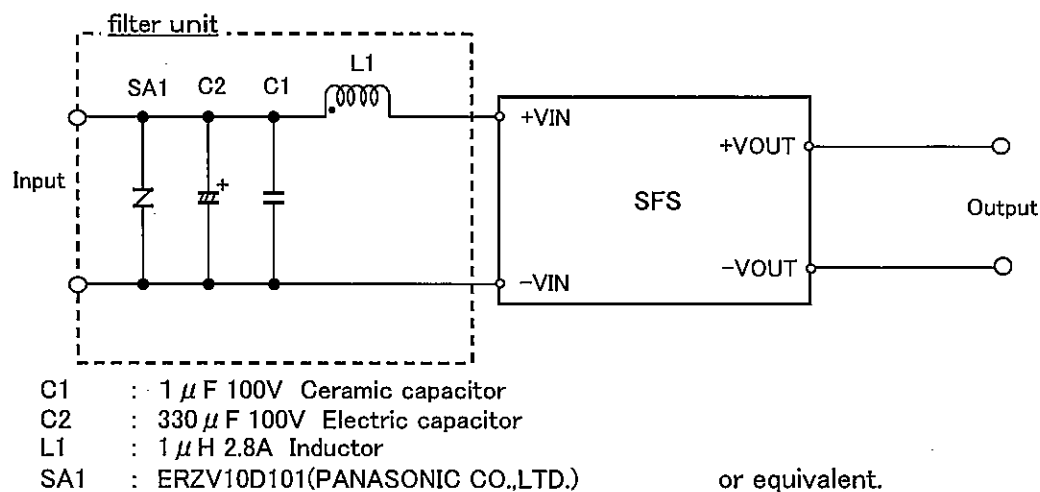 filter unit
L1
SA1 C2 C1
+VIN
+VOUT
Input
+
SFS
Output
-VOUT
-VIN
C1 : 1μF 100V Ceramic capacitor
C2 : 330μF 100V Electric capacitor
L1 : 1μH 2.8A Inductor
SA1 : ERZV10D101(PANASONIC CO.,LTD.) or equivalent.